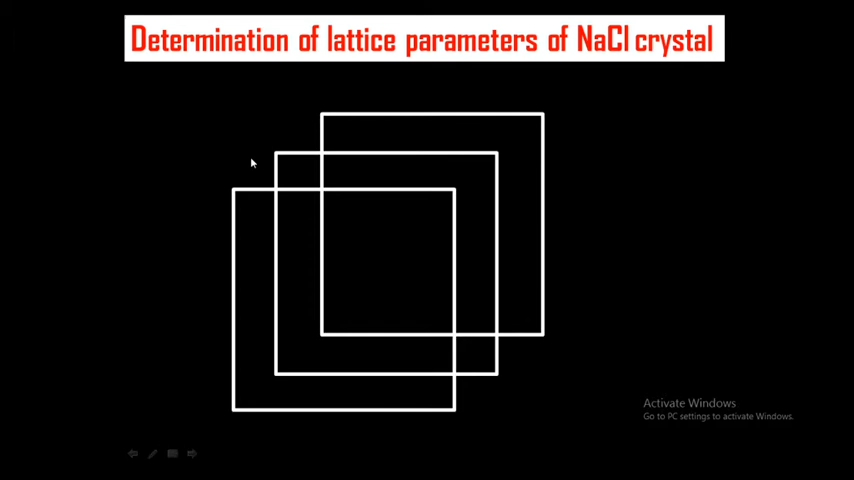 Determination of lattice parameters of NaCl crystal
Activate Windows
Go to PC settings to activate Windows.